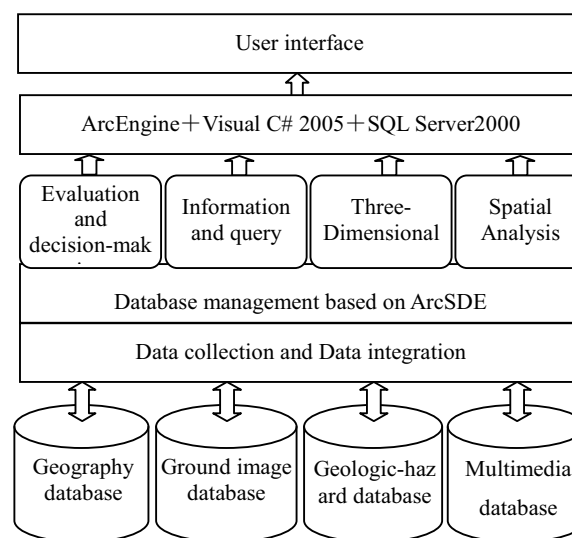 User interface
ArcEngine＋Visual C# 2005＋SQL Server2000
Evaluation
and
decision-mak
Information
and query
Three-
Dimensional
Spatial
Analysis
Database management based on ArcSDE
Data collection and Data integration
Geography
database
Ground image
database
Geologic-haz
ard database
Multimedia
database